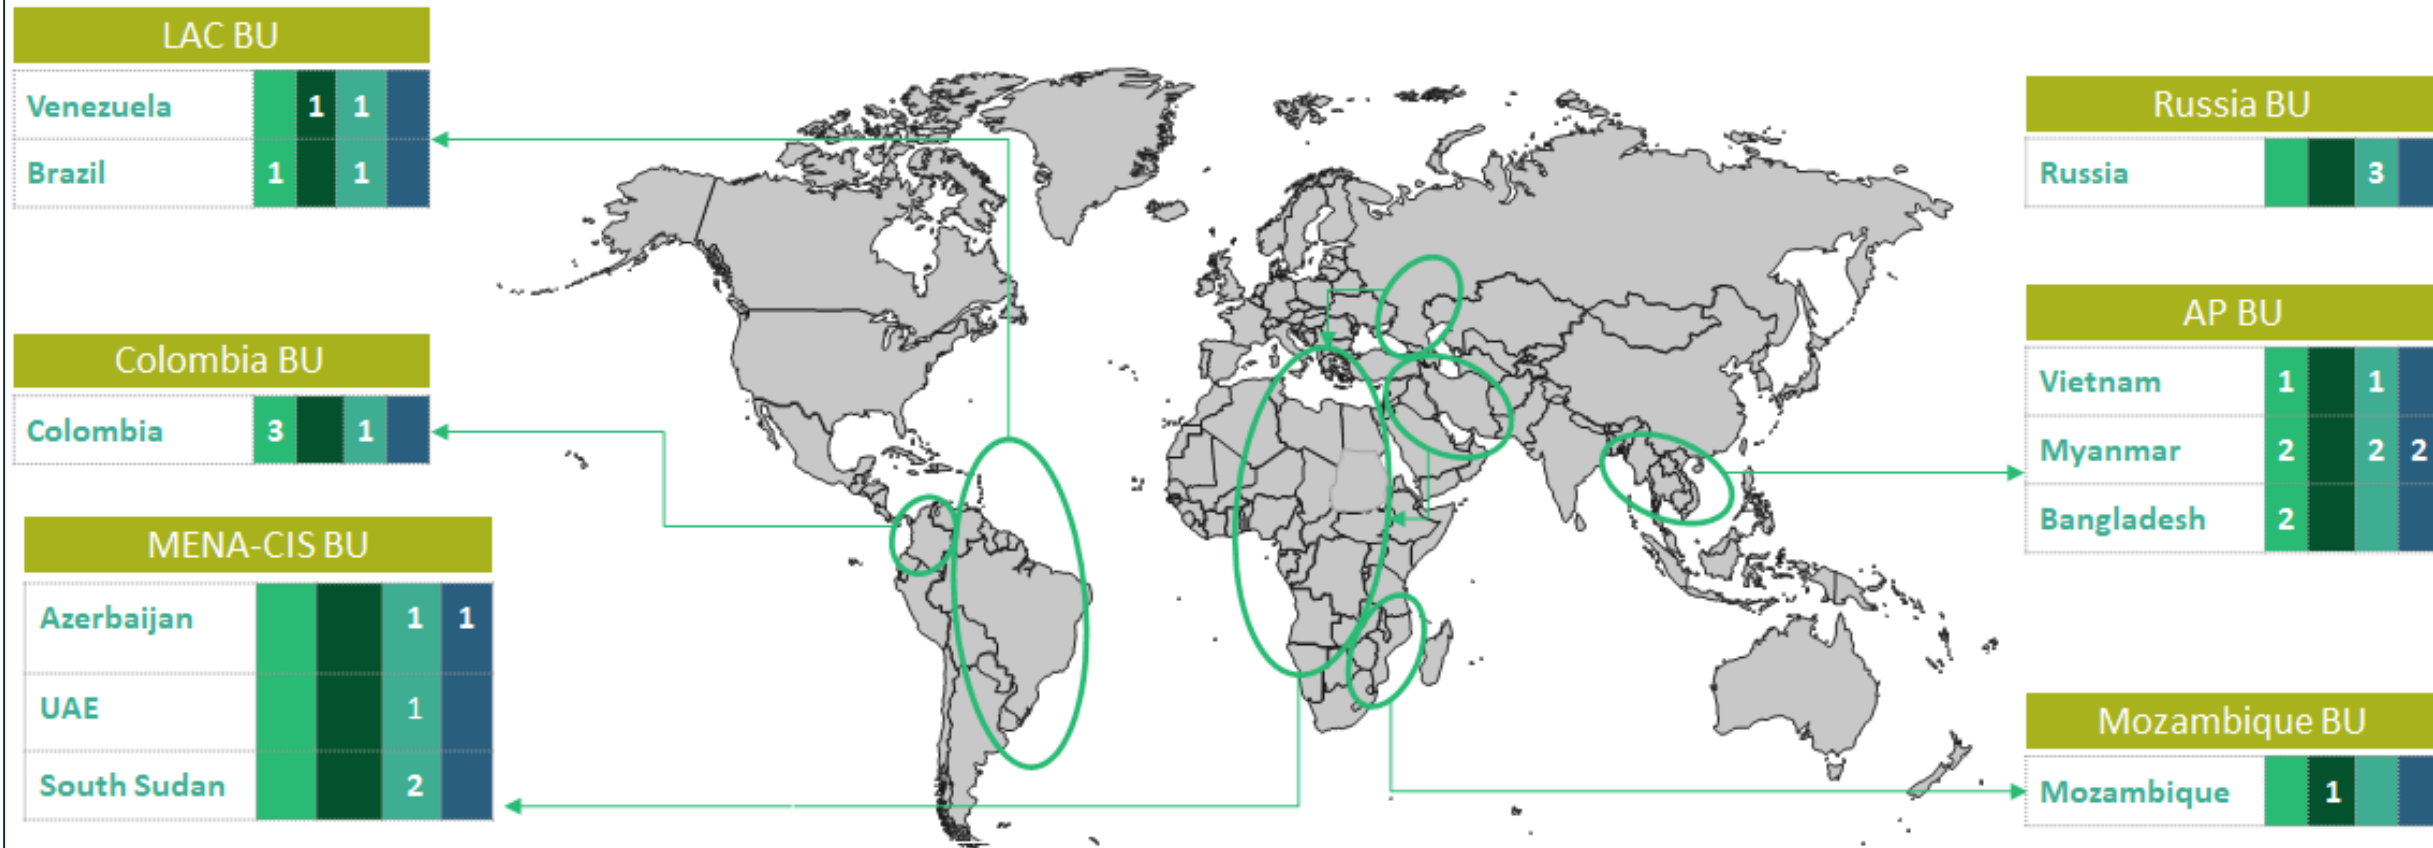 LAC BU
Venezuela 1 1
Brazil 1 1
Colombia BU
Colombia 3 1
MENA-CIS BU
Azerbaijan 1 1
UAE 1
South Sudan 2
Russia BU
Russia 3
AP BU
Vietnam 1 1
Myanmar 2 2 2
Bangladesh 2
Mozambique BU
Mozambique 1